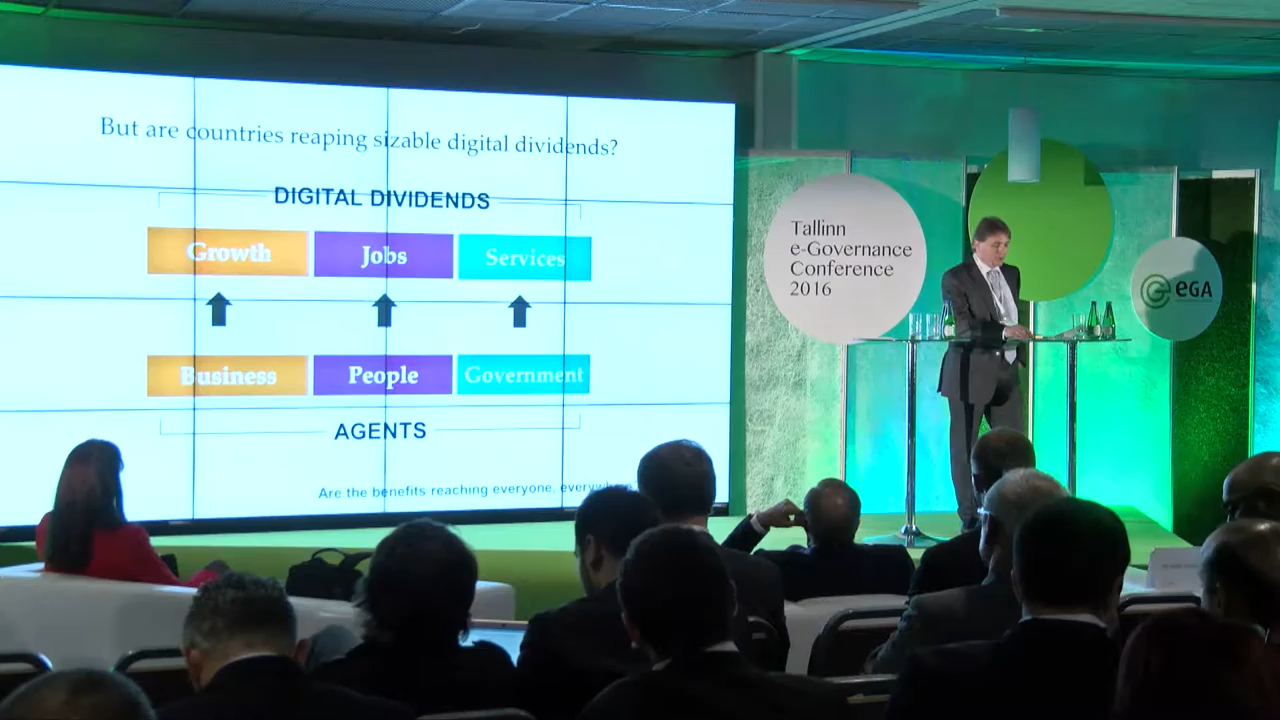 But are countries reaping sizable digital dividends?
DIGITAL DIVIDENDS
Growth
Jobs
Services
Business
People
Government
AGENTS
Are the benefits reaching everyone, everywhere
Tallinn
e-Governance
Conference
2016
eGA